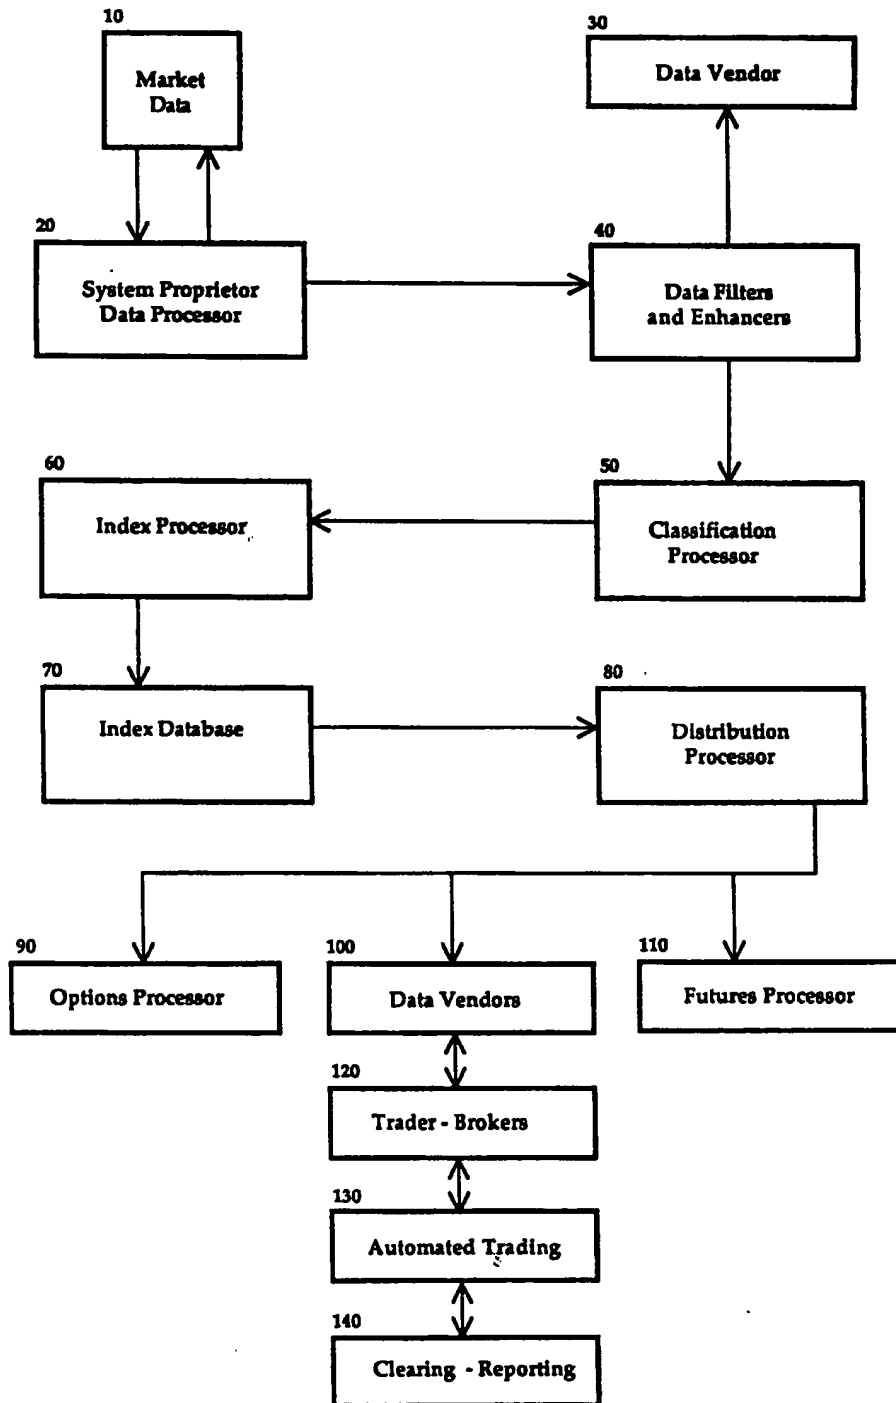 10
Market
Data
30
Data Vendor
20
System Proprietor
Data Processor
40
Data Filters
and Enhancers
60
Index Processor
50
Classification
Processor
70
Index Database
80
Distribution
Processor
90
Options Processor
100
Data Vendors
110
Futures Processor
120
Trader - Brokers
130
Automated Trading
140
Clearing - Reporting